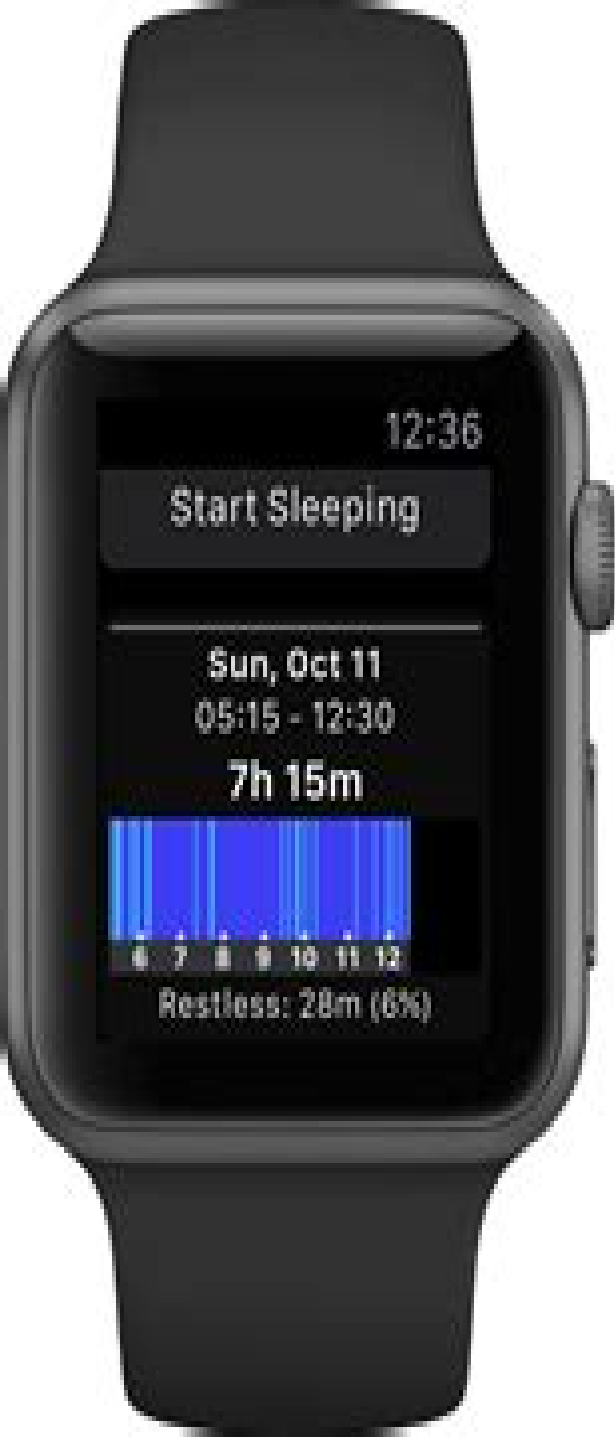 12:36
Start Sleeping
Sun, Oct 11
05:15 - 12:30
7h 15m
6 7 8 9 10 11 12
Restless: 28m (6%)